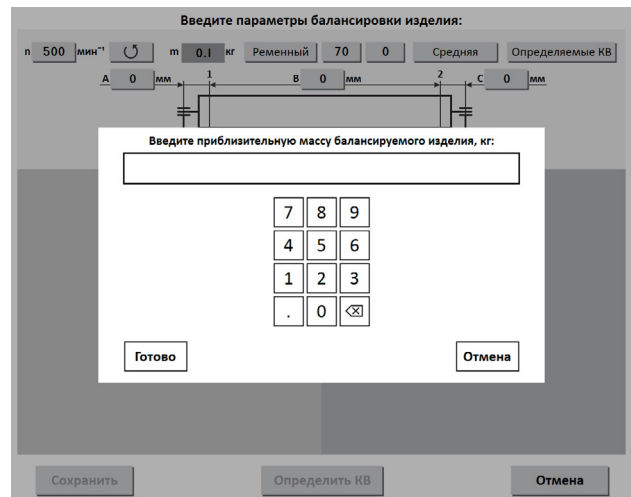 Введите параметры балансировки изделия:
n 500 мин⁻¹ m 0.1 кг Ременный 70 0 Средняя Определяемые КВ
A 0 мм 1 B 0 мм 2 C 0 мм
Введите приблизительную массу балансируемого изделия, кг:
7 8 9
4 5 6
1 2 3
. 0
Готово Отмена
Сохранить Определить КВ Отмена